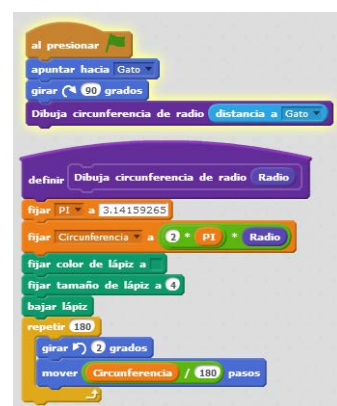 al presionar
apuntar hacia Gato
girar 90 grados
Dibuja circunferencia de radio distancia a Gato
definir Dibuja circunferencia de radio Radio
fijar PI a 3.14159265
fijar Circunferencia a 2 * PI * Radio
fijar color de lápiz a
fijar tamaño de lápiz a 4
bajar lápiz
repetir 180
girar 2 grados
mover Circunferencia / 180 pasos